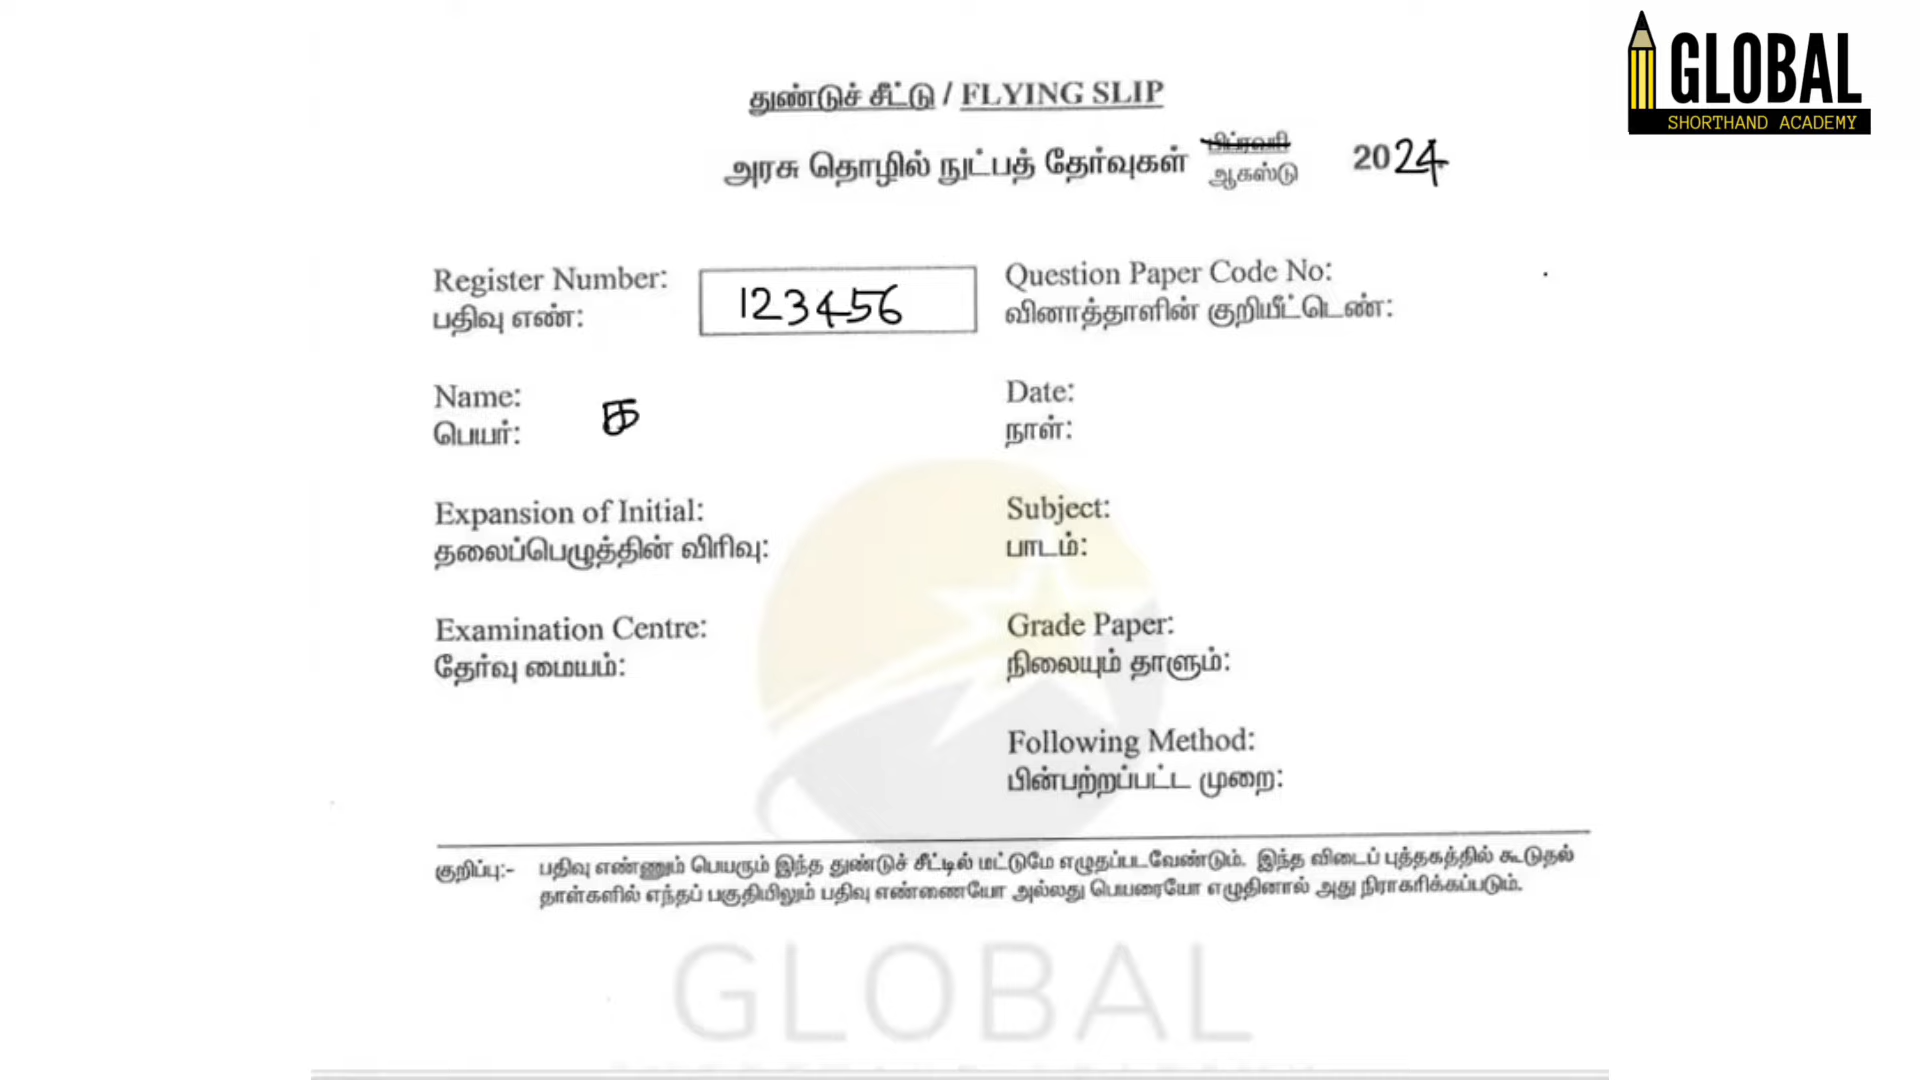 GLOBAL
SHORTHAND ACADEMY
துண்டுச் சீட்டு / FLYING SLIP
அரசு தொழில் நுட்பத் தேர்வுகள் பிப்ரவரி 2024
ஆகஸ்டு
Register Number: 123456 Question Paper Code No:
பதிவு எண்: வினாத்தாளின் குறியீட்டெண்:
Name: Date:
பெயர்: க நாள்:
Expansion of Initial: Subject:
தலைப்பெழுத்தின் விரிவு: பாடம்:
Examination Centre: Grade Paper:
தேர்வு மையம்: நிலையும் தாளும்:
Following Method:
பின்பற்றப்பட்ட முறை:
குறிப்பு:- பதிவு எண்ணும் பெயரும் இந்த துண்டுச் சீட்டில் மட்டுமே எழுதப்படவேண்டும். இந்த விடைப் புத்தகத்தில் கூடுதல்
தாள்களில் எந்தப் பகுதியிலும் பதிவு எண்ணையோ அல்லது பெயரையோ எழுதினால் அது நிராகரிக்கப்படும்.
GLOBAL